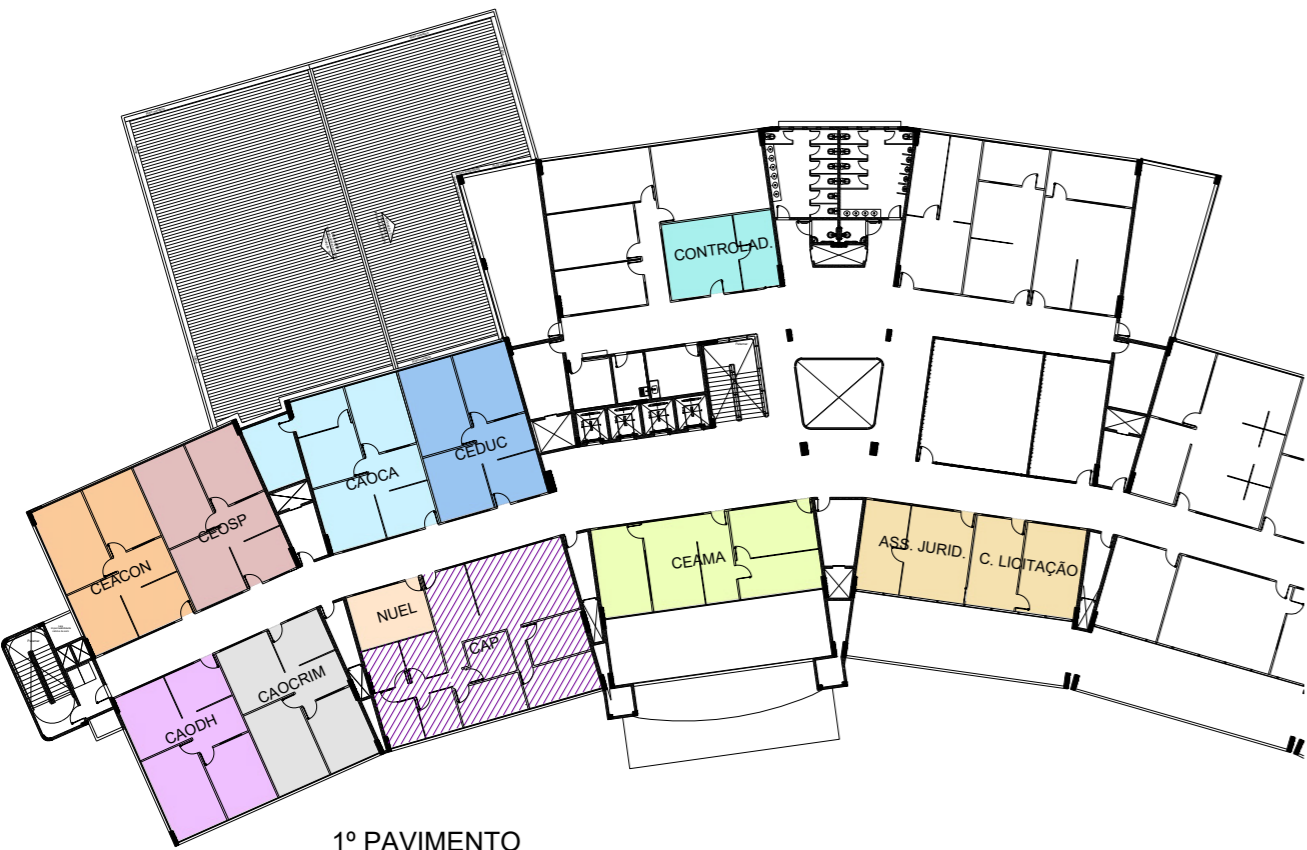 CONTROLAD.
CEDUC
CAOCA
CEOSP
CEACON
ASS. JURID.
C. LICITAÇÃO
CEAMA
NUEL
CAP
CAOCRIM
CAODH
1º PAVIMENTO